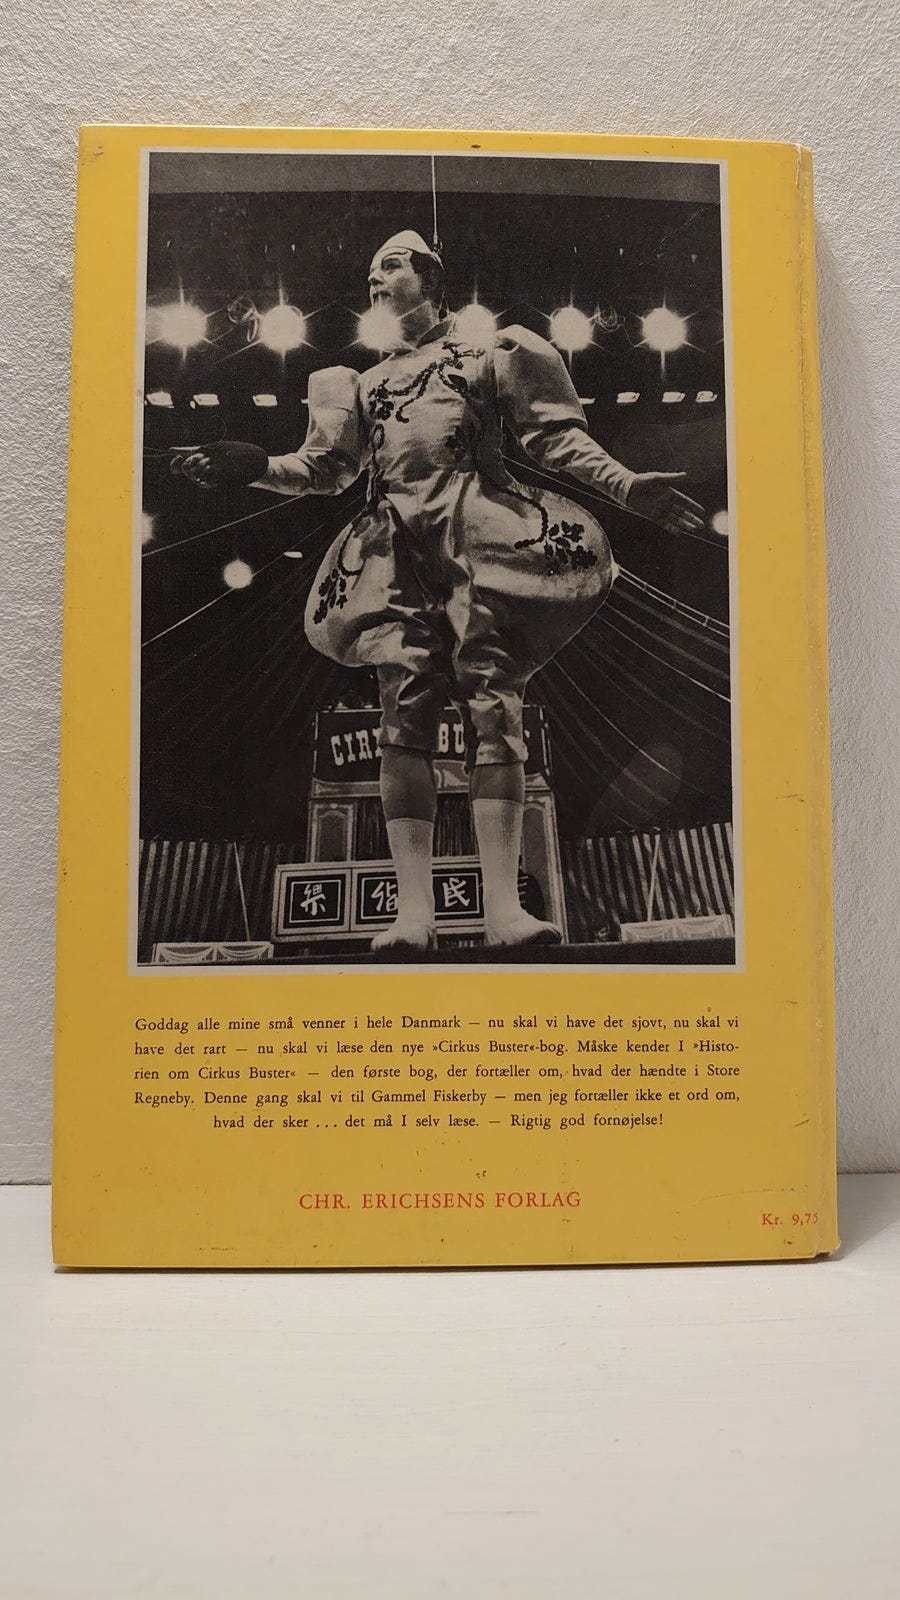 CIR BU
県 指 民
Goddag alle mine små venner i hele Danmark — nu skal vi have det sjovt, nu skal vi
have det rart — nu skal vi læse den nye »Cirkus Buster«-bog. Måske kender I »Histo-
rien om Cirkus Buster« — den første bog, der fortæller om, hvad der hændte i Store
Regneby. Denne gang skal vi til Gammel Fiskerby — men jeg fortæller ikke et ord om,
hvad der sker . . . det må I selv læse. — Rigtig god fornøjelse!
CHR. ERICHSENS FORLAG
Kr. 9,75